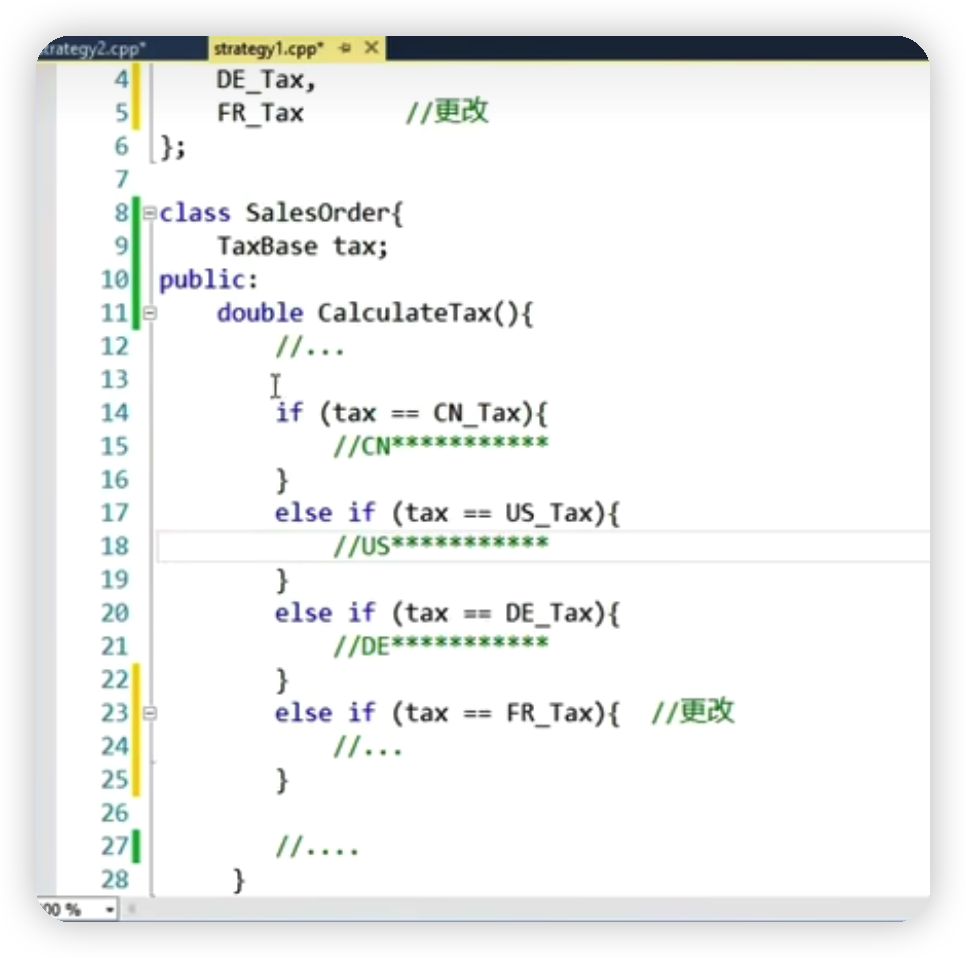 trategy2.cpp*    strategy1.cpp*
4    DE_Tax,
5    FR_Tax       //更改
6 };
7
8 class SalesOrder{
9    TaxBase tax;
10 public:
11    double CalculateTax(){
12        //...
13
14        if (tax == CN_Tax){
15            //CN***********
16        }
17        else if (tax == US_Tax){
18            //US***********
19        }
20        else if (tax == DE_Tax){
21            //DE***********
22        }
23        else if (tax == FR_Tax){  //更改
24            //...
25        }
26
27        //....
28     }
00 %